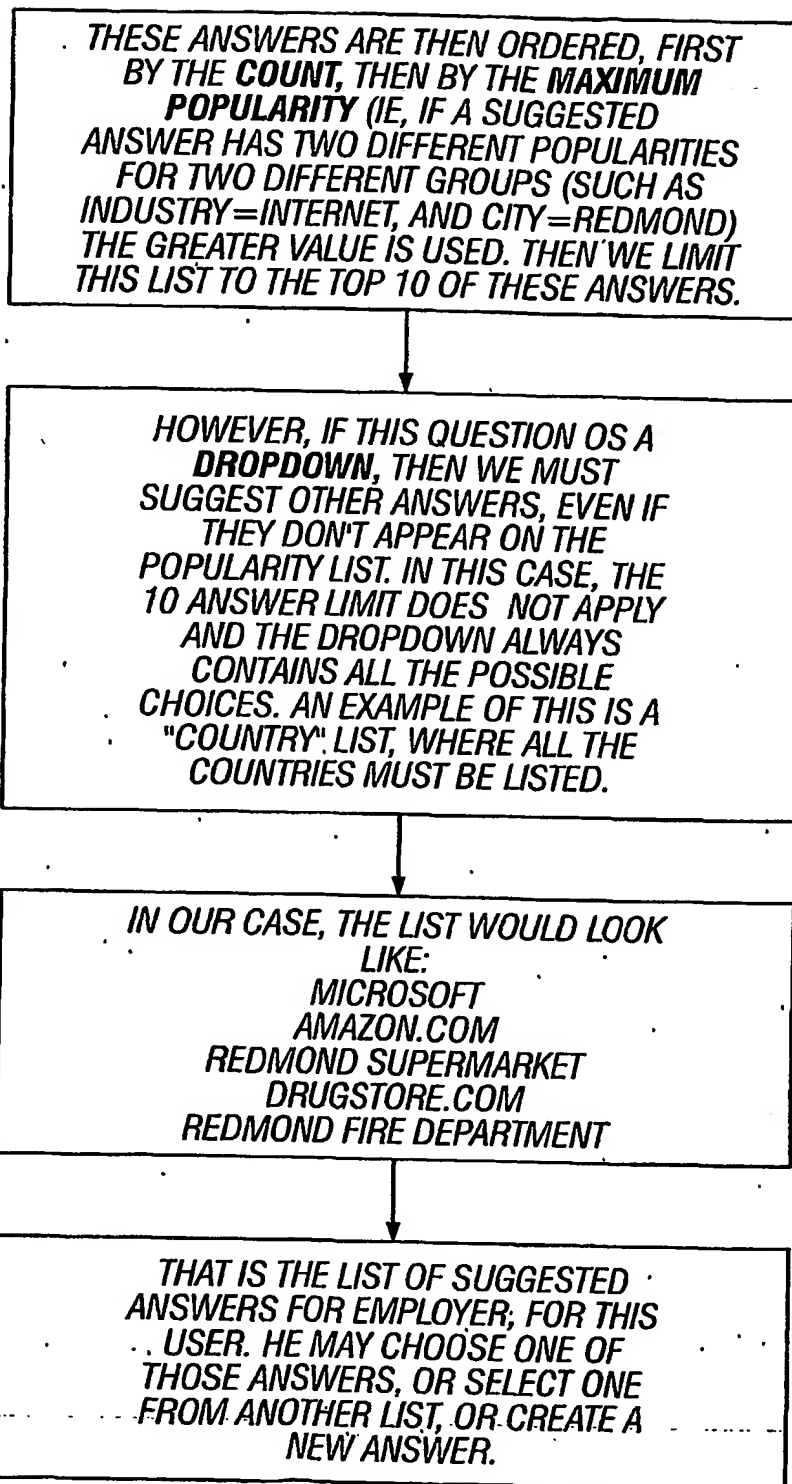 THESE ANSWERS ARE THEN ORDERED, FIRST
BY THE COUNT, THEN BY THE MAXIMUM
POPULARITY (IE, IF A SUGGESTED
ANSWER HAS TWO DIFFERENT POPULARITIES
FOR TWO DIFFERENT GROUPS (SUCH AS
INDUSTRY=INTERNET, AND CITY=REDMOND)
THE GREATER VALUE IS USED. THEN WE LIMIT
THIS LIST TO THE TOP 10 OF THESE ANSWERS.
HOWEVER, IF THIS QUESTION OS A
DROPDOWN, THEN WE MUST
SUGGEST OTHER ANSWERS, EVEN IF
THEY DON'T APPEAR ON THE
POPULARITY LIST. IN THIS CASE, THE
10 ANSWER LIMIT DOES NOT APPLY
AND THE DROPDOWN ALWAYS
CONTAINS ALL THE POSSIBLE
CHOICES. AN EXAMPLE OF THIS IS A
"COUNTRY" LIST, WHERE ALL THE
COUNTRIES MUST BE LISTED.
IN OUR CASE, THE LIST WOULD LOOK
LIKE:
MICROSOFT
AMAZON.COM
REDMOND SUPERMARKET
DRUGSTORE.COM
REDMOND FIRE DEPARTMENT
THAT IS THE LIST OF SUGGESTED
ANSWERS FOR EMPLOYER; FOR THIS
USER. HE MAY CHOOSE ONE OF
THOSE ANSWERS, OR SELECT ONE
FROM ANOTHER LIST, OR CREATE A
NEW ANSWER.